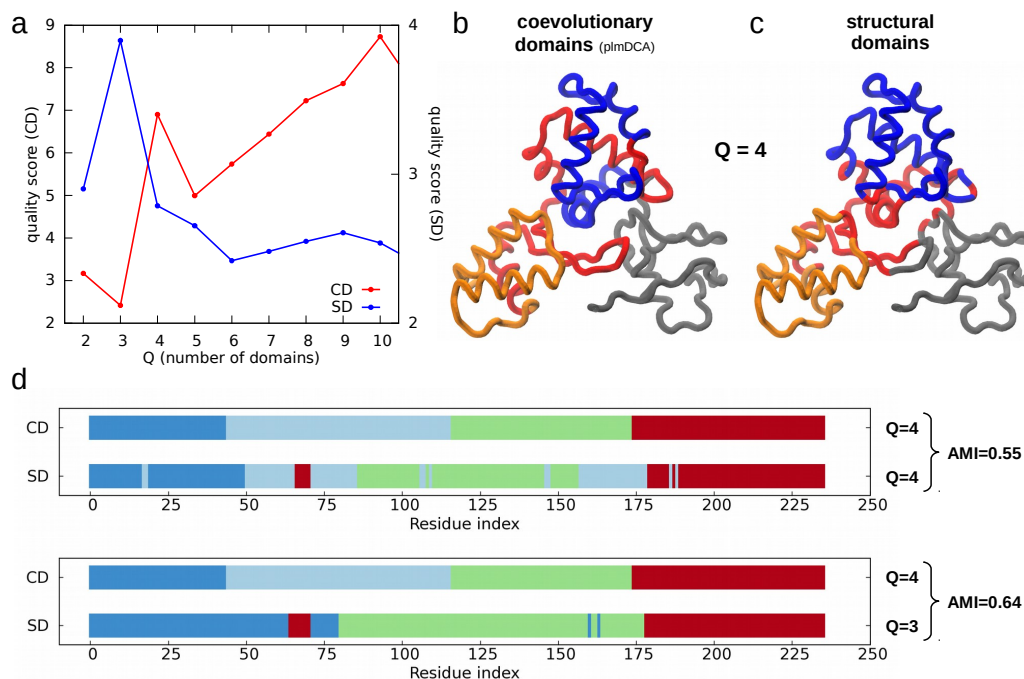 a
9
8
7
6
5
4
3
2
quality score (CD)
4
3
2
quality score (SD)
CD
SD
2 3 4 5 6 7 8 9 10
Q (number of domains)
b
coevolutionary
domains (plmDCA)
Q = 4
c
structural
domains
d
CD
Q=4
SD
Q=4
AMI=0.55
0 25 50 75 100 125 150 175 200 225 250
Residue index
CD
Q=4
SD
Q=3
AMI=0.64
0 25 50 75 100 125 150 175 200 225 250
Residue index